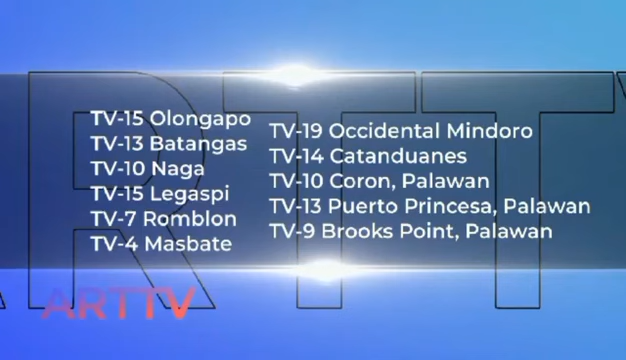 TV-15 Olongapo
TV-13 Batangas
TV-10 Naga
TV-15 Legaspi
TV-7 Romblon
TV-4 Masbate
TV-19 Occidental Mindoro
TV-14 Catanduanes
TV-10 Coron, Palawan
TV-13 Puerto Princesa, Palawan
TV-9 Brooks Point, Palawan
ARTTV